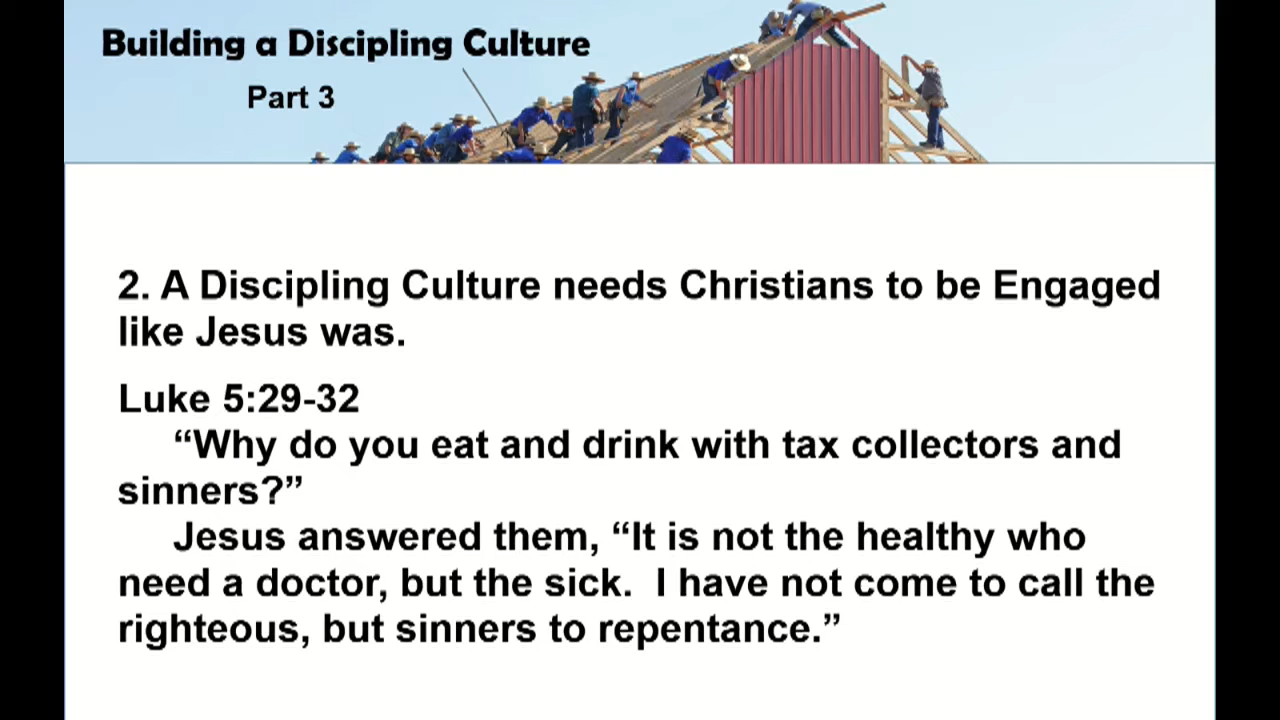 Building a Discipling Culture
Part 3
2. A Discipling Culture needs Christians to be Engaged
like Jesus was.
Luke 5:29-32
“Why do you eat and drink with tax collectors and
sinners?”
Jesus answered them, “It is not the healthy who
need a doctor, but the sick.  I have not come to call the
righteous, but sinners to repentance.”